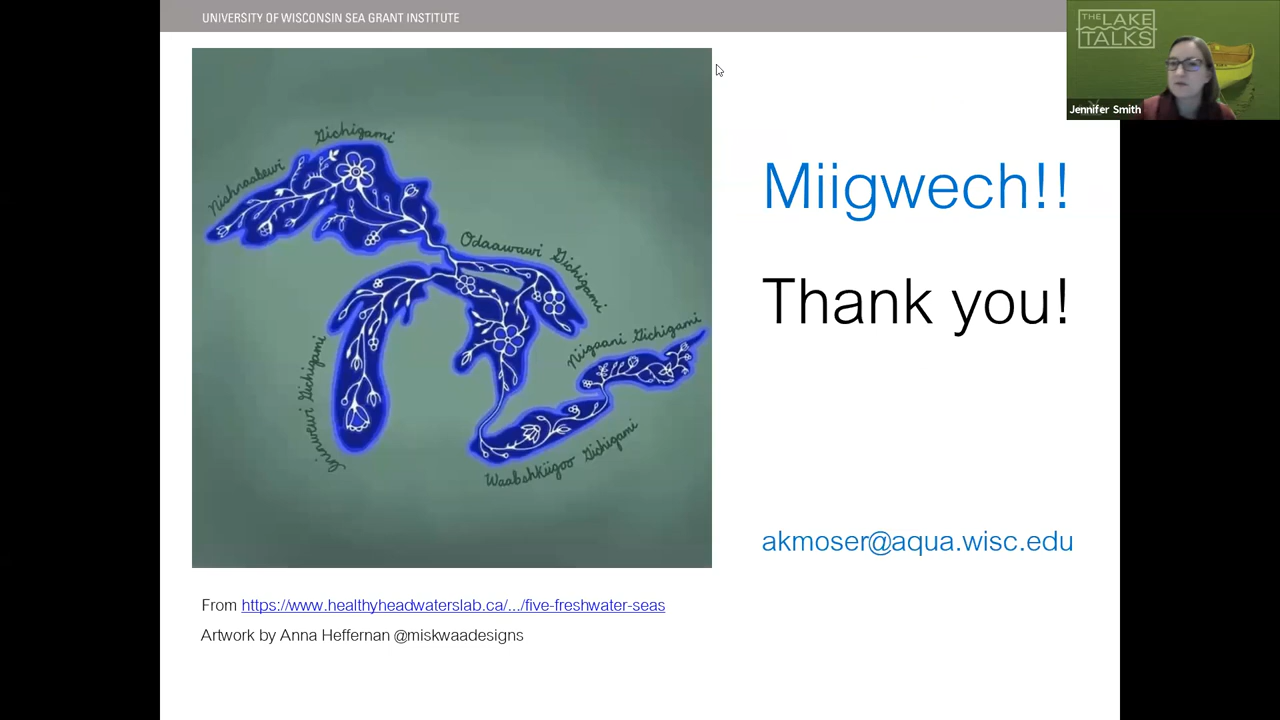 UNIVERSITY OF WISCONSIN SEA GRANT INSTITUTE
THE LAKE
TALKS
Jennifer Smith
Nishnaabewi Gichigami
Odaawawi Gichigami
Niigaani Gichigami
Gichigami
Waabshkiigoo Gichigami
Miigwech!!
Thank you!
akmoser@aqua.wisc.edu
From https://www.healthyheadwaterslab.ca/.../five-freshwater-seas
Artwork by Anna Heffernan @miskwaadesigns